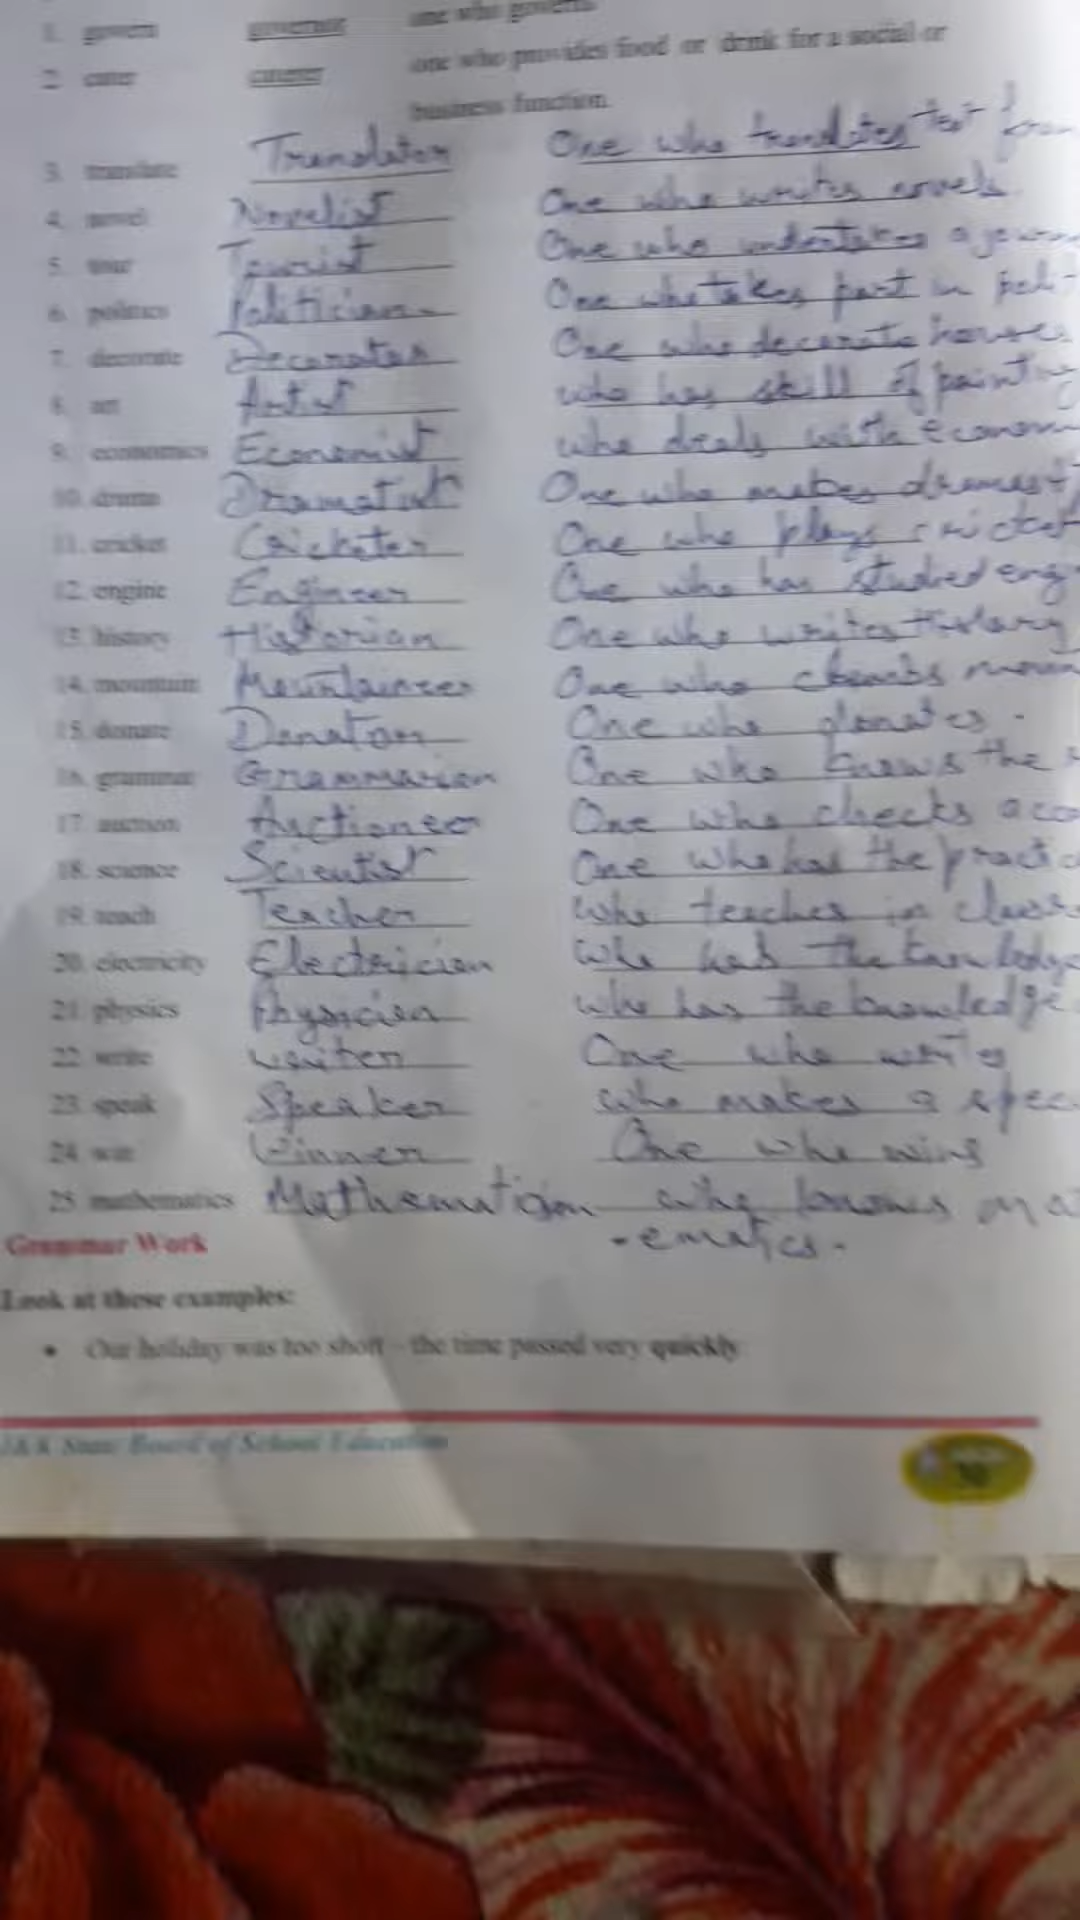 1. govern governor one who governs
2. cater caterer one who provides food or drink for a social or
business function.
3. translate Translator One who translates text from
4. novel Novelist One who writes novels.
5. tour Tourist One who undertakes a
6. politics Politician One who takes part in
7. decorate Decorator One who decorate houses
8. art Artist who has skill of painting
9. economics Economist who deals with
10. drama Dramatist One who makes
11. cricket Cricketer One who plays cricket
12. engine Engineer One who has studied
13. history Historian One who writes History
14. mountain One who
15. donate Donator One who donates.
16. grammar Grammarian One who knows the
17. auction Auctioneer One who checks
18. science Scientist One who has the
19. teach Teacher who teaches in class
20. electricity Electrician who has the knowledge
21. physics Physician who has the knowledge
22. write writer One who
23. speak Speaker who makes a
24. win One who wins
25. mathematics who knows
-ematics.
Grammar Work
Look at these examples:
• Our holiday was too short - the time passed very quickly
J&K State Board of School Education